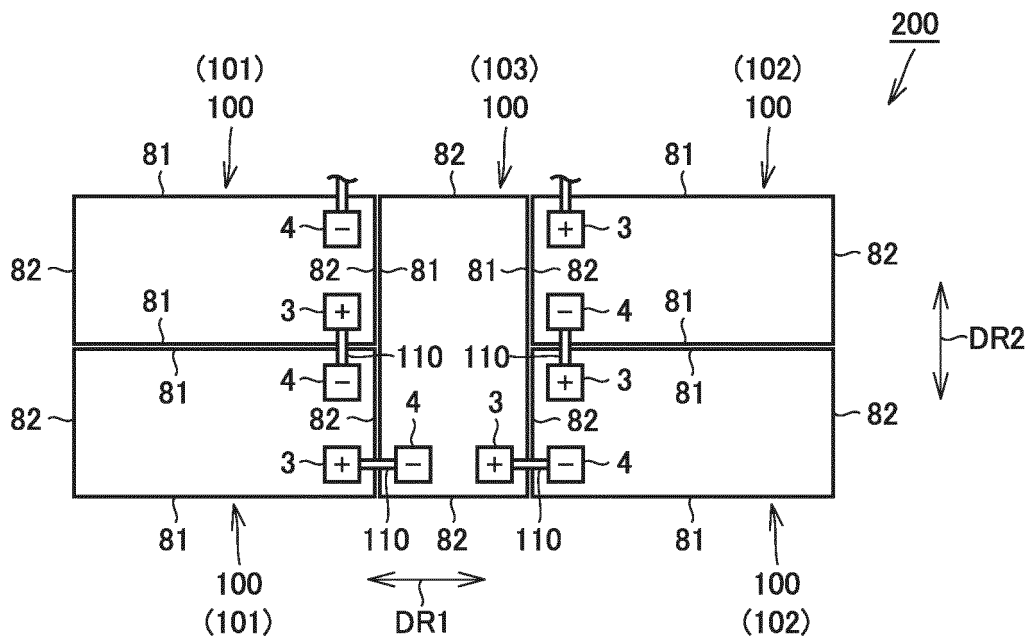 200
(101) (103) (102)
100 100 100
81 82 81
4 − + 3
82 82 81 81 82 82
81 3 + − 4 81
110 110 DR2
81 4 − + 3 81
82 82 4 3 82 82
3 + − + − 4
81 110 82 110 81
100 DR1 100
(101) (102)